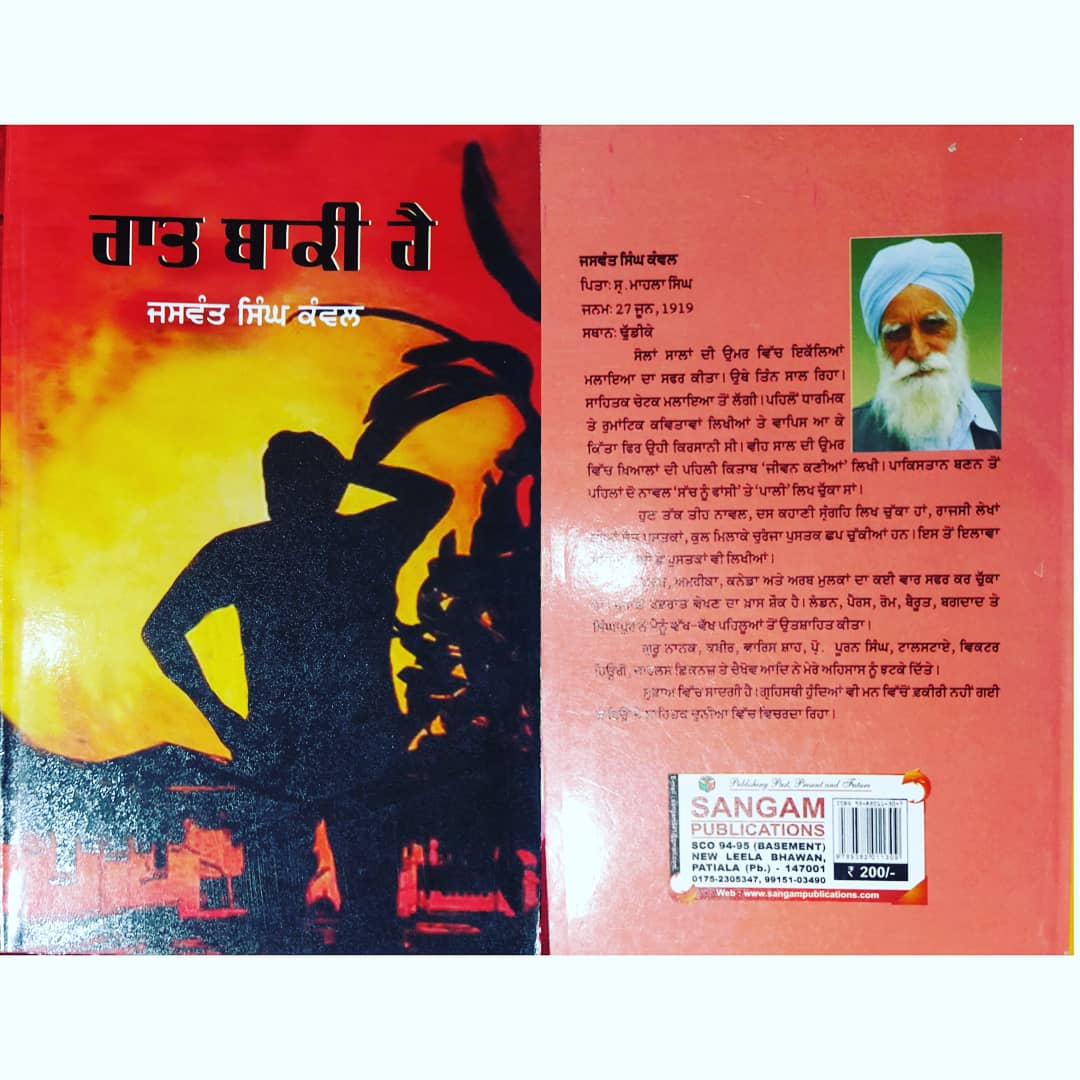 ਰਾਤ ਬਾਕੀ ਹੈ
ਜਸਵੰਤ ਸਿੰਘ ਕੰਵਲ
ਜਸਵੰਤ ਸਿੰਘ ਕੰਵਲ
ਪਿਤਾ: ਸ੍ਰ. ਮਾਹਲਾ ਸਿੰਘ
ਜਨਮ: 27 ਜੂਨ, 1919
ਸਥਾਨ: ਢੁੱਡੀਕੇ
ਸੋਲਾਂ ਸਾਲਾਂ ਦੀ ਉਮਰ ਵਿੱਚ ਇਕੱਲਿਆਂ
ਮਲਾਇਆ ਦਾ ਸਫਰ ਕੀਤਾ। ਉਥੇ ਤਿੰਨ ਸਾਲ ਰਿਹਾ।
ਸਾਹਿਤਕ ਚੇਟਕ ਮਲਾਇਆ ਤੋਂ ਲੱਗੀ। ਪਹਿਲੋਂ ਧਾਰਮਿਕ
ਤੇ ਰੁਮਾਂਟਿਕ ਕਵਿਤਾਵਾਂ ਲਿਖੀਆਂ ਤੇ ਵਾਪਿਸ ਆ ਕੇ
ਕਿੱਤਾ ਫਿਰ ਉਹੀ ਕਿਰਸਾਨੀ ਸੀ। ਵੀਹ ਸਾਲ ਦੀ ਉਮਰ
ਵਿੱਚ ਖ਼ਿਆਲਾਂ ਦੀ ਪਹਿਲੀ ਕਿਤਾਬ 'ਜੀਵਨ ਕਣੀਆਂ' ਲਿਖੀ। ਪਾਕਿਸਤਾਨ ਬਣਨ ਤੋਂ
ਪਹਿਲਾਂ ਦੋ ਨਾਵਲ 'ਸੱਚ ਨੂੰ ਫਾਂਸੀ' ਤੇ 'ਪਾਲੀ' ਲਿਖ ਚੁੱਕਾ ਸਾਂ।
ਹੁਣ ਤੱਕ ਤੀਹ ਨਾਵਲ, ਦਸ ਕਹਾਣੀ ਸੰਗ੍ਰਹਿ ਲਿਖ ਚੁੱਕਾ ਹਾਂ, ਰਾਜਸੀ ਲੇਖਾਂ
ਪੁਸਤਕਾਂ, ਕੁਲ ਮਿਲਾਕੇ ਚੁਰੰਜਾ ਪੁਸਤਕ ਛਪ ਚੁੱਕੀਆਂ ਹਨ। ਇਸ ਤੋਂ ਇਲਾਵਾ
ਪੁਸਤਕਾਂ ਵੀ ਲਿਖੀਆਂ।
ਅਮਰੀਕਾ, ਕਨੇਡਾ ਅਤੇ ਅਰਬ ਮੁਲਕਾਂ ਦਾ ਕਈ ਵਾਰ ਸਫਰ ਕਰ ਚੁੱਕਾ
ਵੇਖਣ ਦਾ ਖ਼ਾਸ ਸ਼ੌਕ ਹੈ। ਲੰਡਨ, ਪੈਰਸ, ਰੋਮ, ਬੈਰੂਤ, ਬਗਦਾਦ ਤੇ
ਸਿੰਘਾਪੁਰ ਨੇ ਮੈਨੂੰ ਵੱਖ-ਵੱਖ ਪਹਿਲੂਆਂ ਤੋਂ ਉਤਸ਼ਾਹਿਤ ਕੀਤਾ।
ਗੁਰੂ ਨਾਨਕ, ਕਬੀਰ, ਵਾਰਿਸ ਸ਼ਾਹ, ਪ੍ਰੋ. ਪੂਰਨ ਸਿੰਘ, ਟਾਲਸਟਾਏ, ਵਿਕਟਰ
ਹਿਊਗੋ, ਚਾਰਲਸ ਡਿਕਨਜ਼ ਤੇ ਚੈਖੋਵ ਆਦਿ ਨੇ ਮੇਰੇ ਅਹਿਸਾਸ ਨੂੰ ਝਟਕੇ ਦਿੱਤੇ।
ਸੁਭਾਅ ਵਿੱਚ ਸਾਦਗੀ ਹੈ। ਗ੍ਰਹਿਸਥੀ ਹੁੰਦਿਆਂ ਵੀ ਮਨ ਵਿੱਚੋਂ ਫ਼ਕੀਰੀ ਨਹੀਂ ਗਈ
ਦੁਨੀਆ ਵਿੱਚ ਵਿਚਰਦਾ ਰਿਹਾ।
Publishing Past, Present and Future
SANGAM
PUBLICATIONS
SCO 94-95 (BASEMENT)
NEW LEELA BHAWAN,
PATIALA (Pb.) - 147001
0175-2305347, 99151-03490
Web : www.sangampublications.com
₹ 200/-